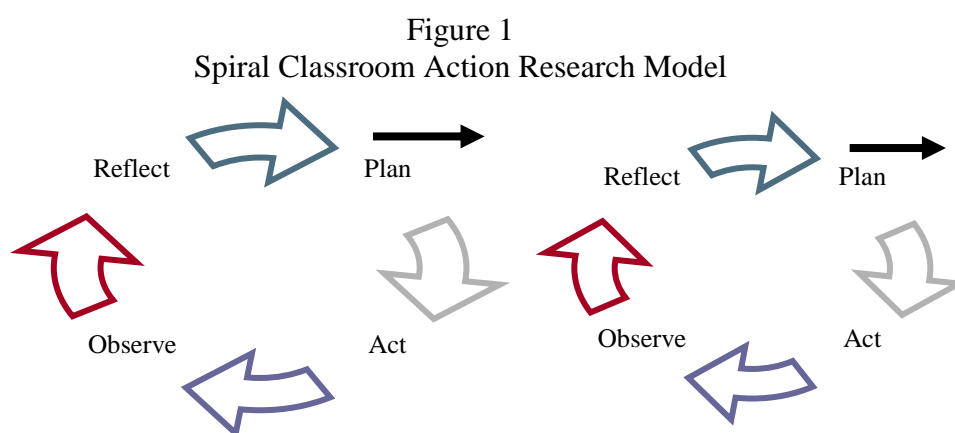 Figure 1
Spiral Classroom Action Research Model
Reflect
Plan
Observe
Act
Reflect
Plan
Observe
Act